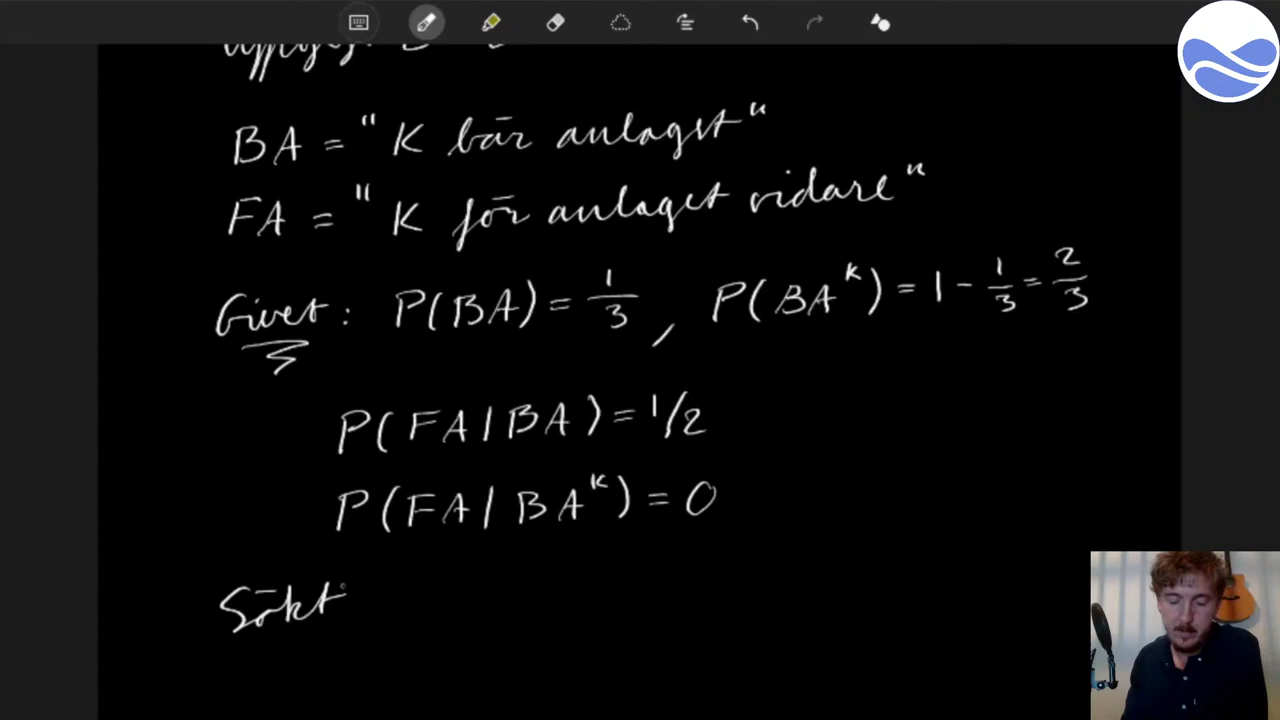 BA = "K bär anlaget"
FA = "K för anlaget vidare"
Givet: P(BA) = 1/3, P(BA^k) = 1 - 1/3 = 2/3
P(FA|BA) = 1/2
P(FA|BA^k) = 0
Sökt: